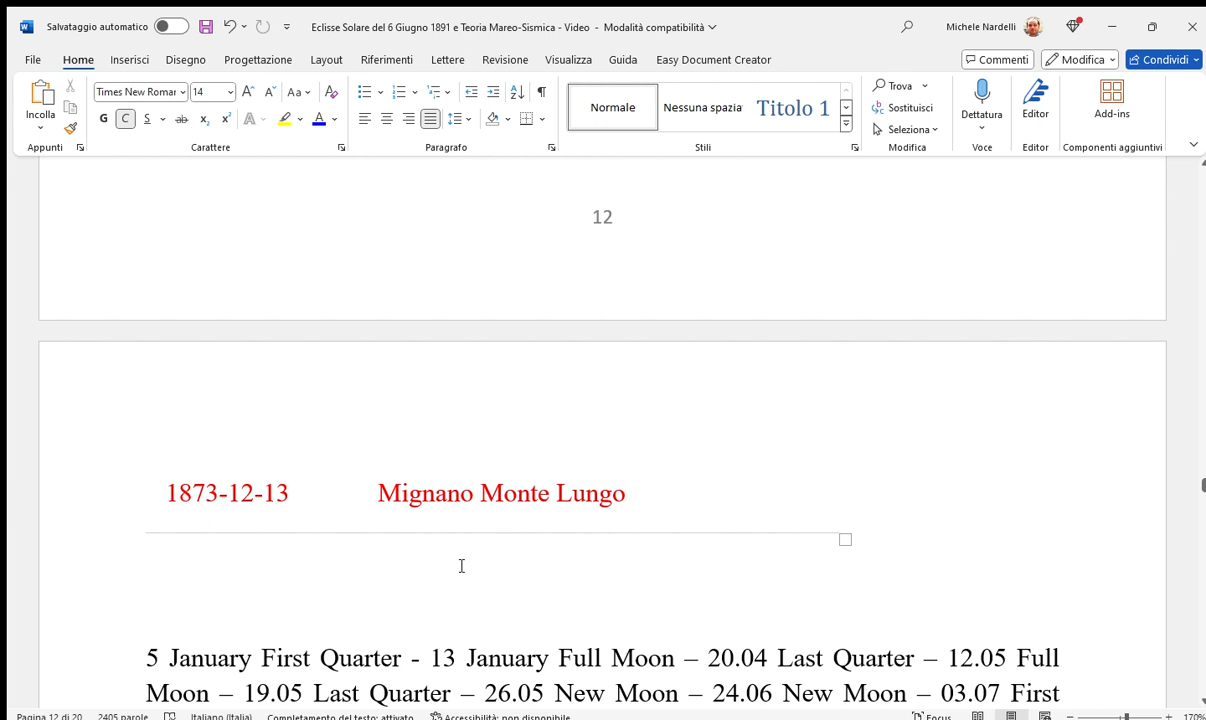 Salvataggio automatico
Eclisse Solare del 6 Giugno 1891 e Teoria Mareo-Sismica - Video - Modalità compatibilità
Michele Nardelli
File Home Inserisci Disegno Progettazione Layout Riferimenti Lettere Revisione Visualizza Guida Easy Document Creator
Commenti Modifica Condividi
Incolla
Times New Roman 14
Aa
G C S ab x₂ x² A A
Normale
Nessuna spazia
Titolo 1
Trova
Sostituisci
Seleziona
Dettatura
Editor
Add-ins
Appunti Carattere Paragrafo Stili Modifica Voce Editor Componenti aggiuntivi
12
1873-12-13 Mignano Monte Lungo
5 January First Quarter - 13 January Full Moon – 20.04 Last Quarter – 12.05 Full
Moon – 19.05 Last Quarter – 26.05 New Moon – 24.06 New Moon – 03.07 First
Pagina 12 di 20 2405 parole Italiano (Italia) Completamento del testo: attivato Accessibilità: non disponibile Focus 170%